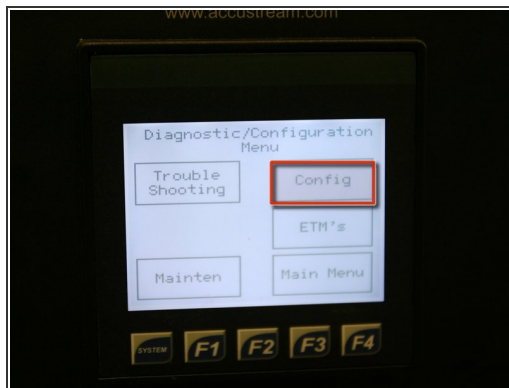 www.accustream.com
Diagnostic/Configuration
Menu
Trouble
Shooting
Config
ETM's
Mainten
Main Menu
SYSTEM F1 F2 F3 F4